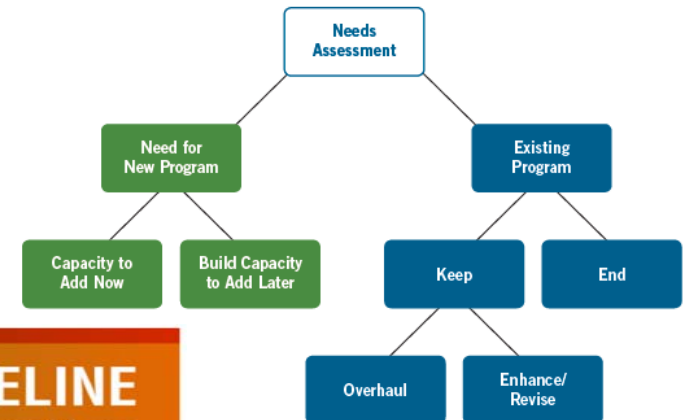 Needs
Assessment
Need for
New Program
Existing
Program
Capacity to
Add Now
Build Capacity
to Add Later
Keep
End
Overhaul
Enhance/
Revise
ELINE